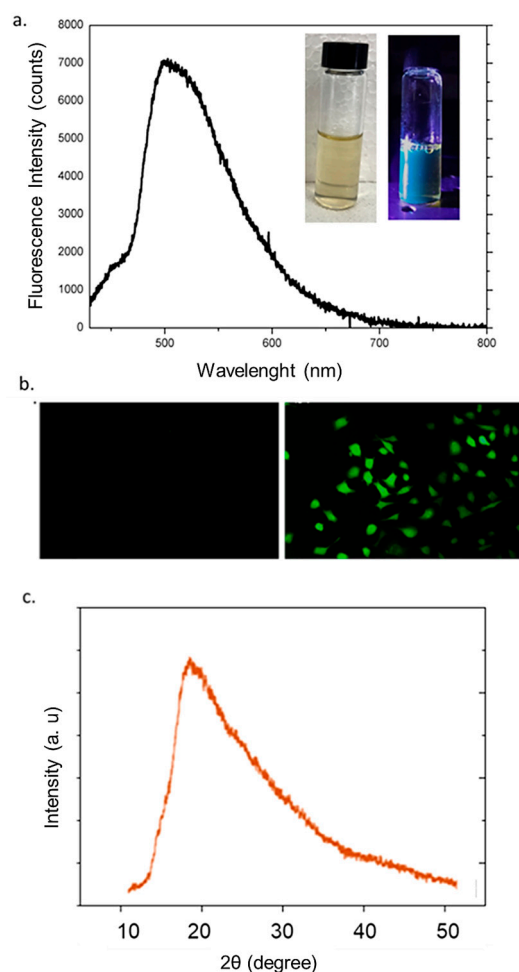 a.
8000
7000
6000
5000
4000
3000
2000
1000
0
Fluorescence Intensity (counts)
500 600 700 800
Wavelenght (nm)
b.
c.
Intensity (a. u)
10 20 30 40 50
2θ (degree)